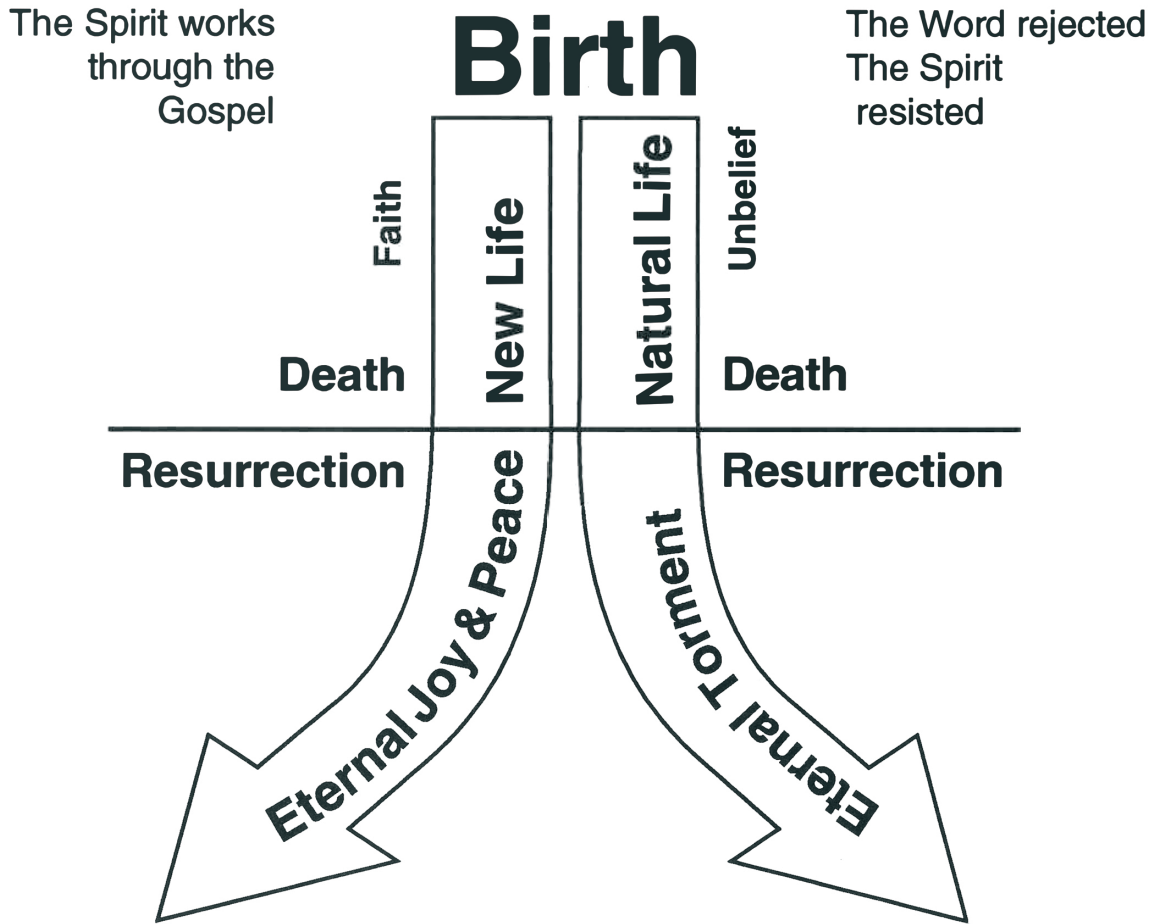 The Spirit works
through the
Gospel
Birth
The Word rejected
The Spirit
resisted
Faith
New Life
Natural Life
Unbelief
Death
Death
Resurrection
Resurrection
Eternal Joy & Peace
Eternal Torment